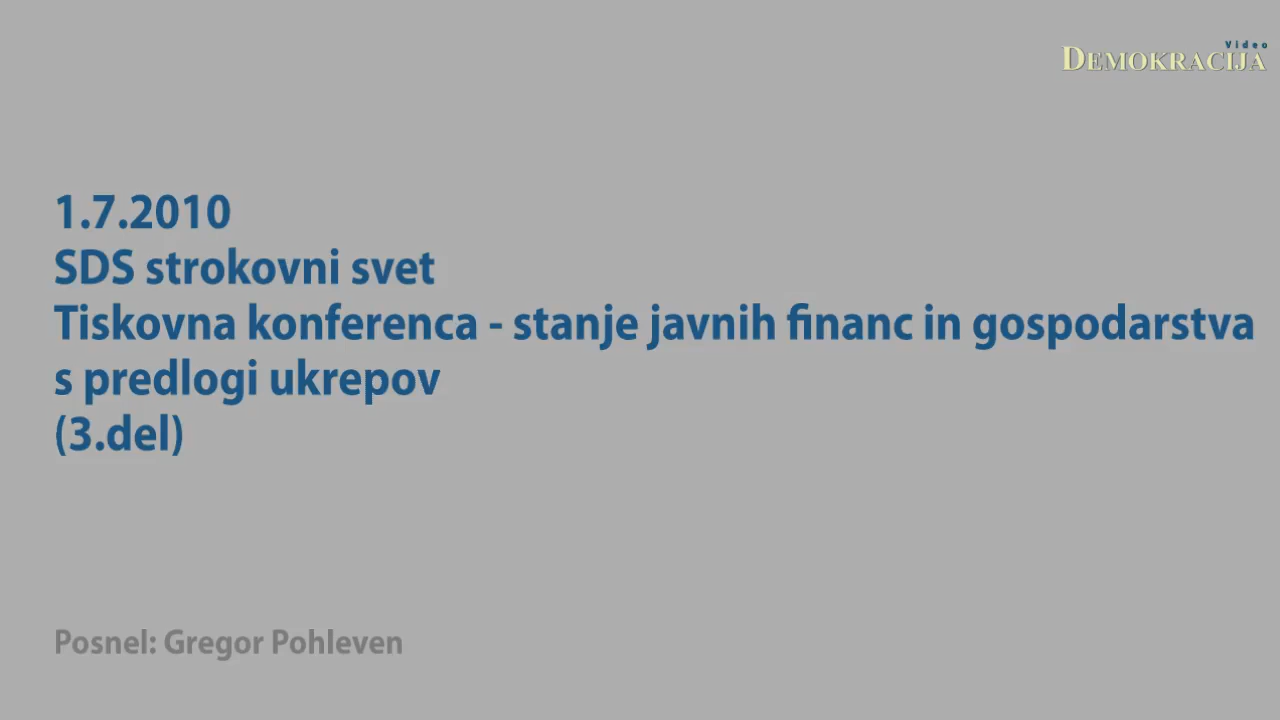 Video
DEMOKRACIJA
1.7.2010
SDS strokovni svet
Tiskovna konferenca - stanje javnih financ in gospodarstva
s predlogi ukrepov
(3.del)
Posnel: Gregor Pohleven